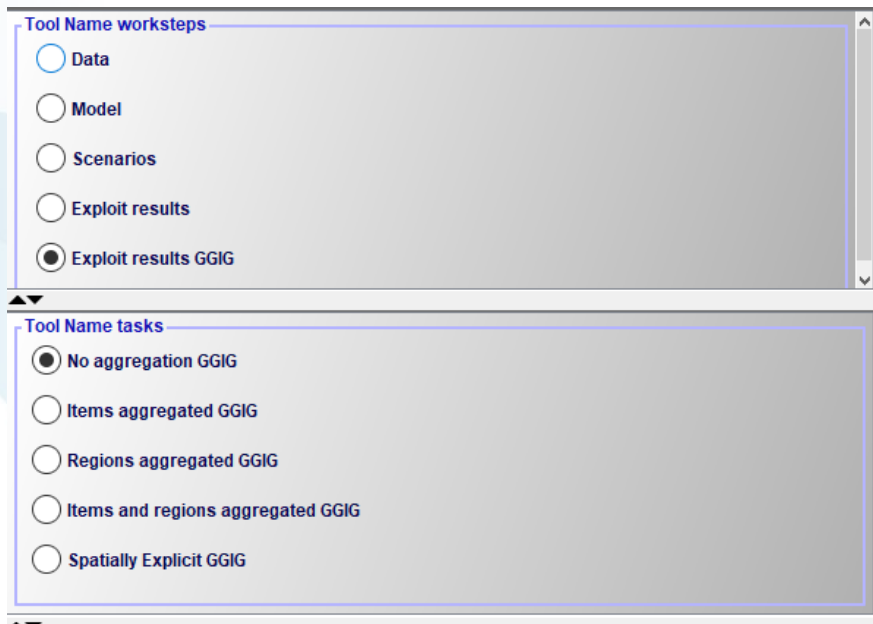 Tool Name worksteps
Data
Model
Scenarios
Exploit results
Exploit results GGIG
Tool Name tasks
No aggregation GGIG
Items aggregated GGIG
Regions aggregated GGIG
Items and regions aggregated GGIG
Spatially Explicit GGIG